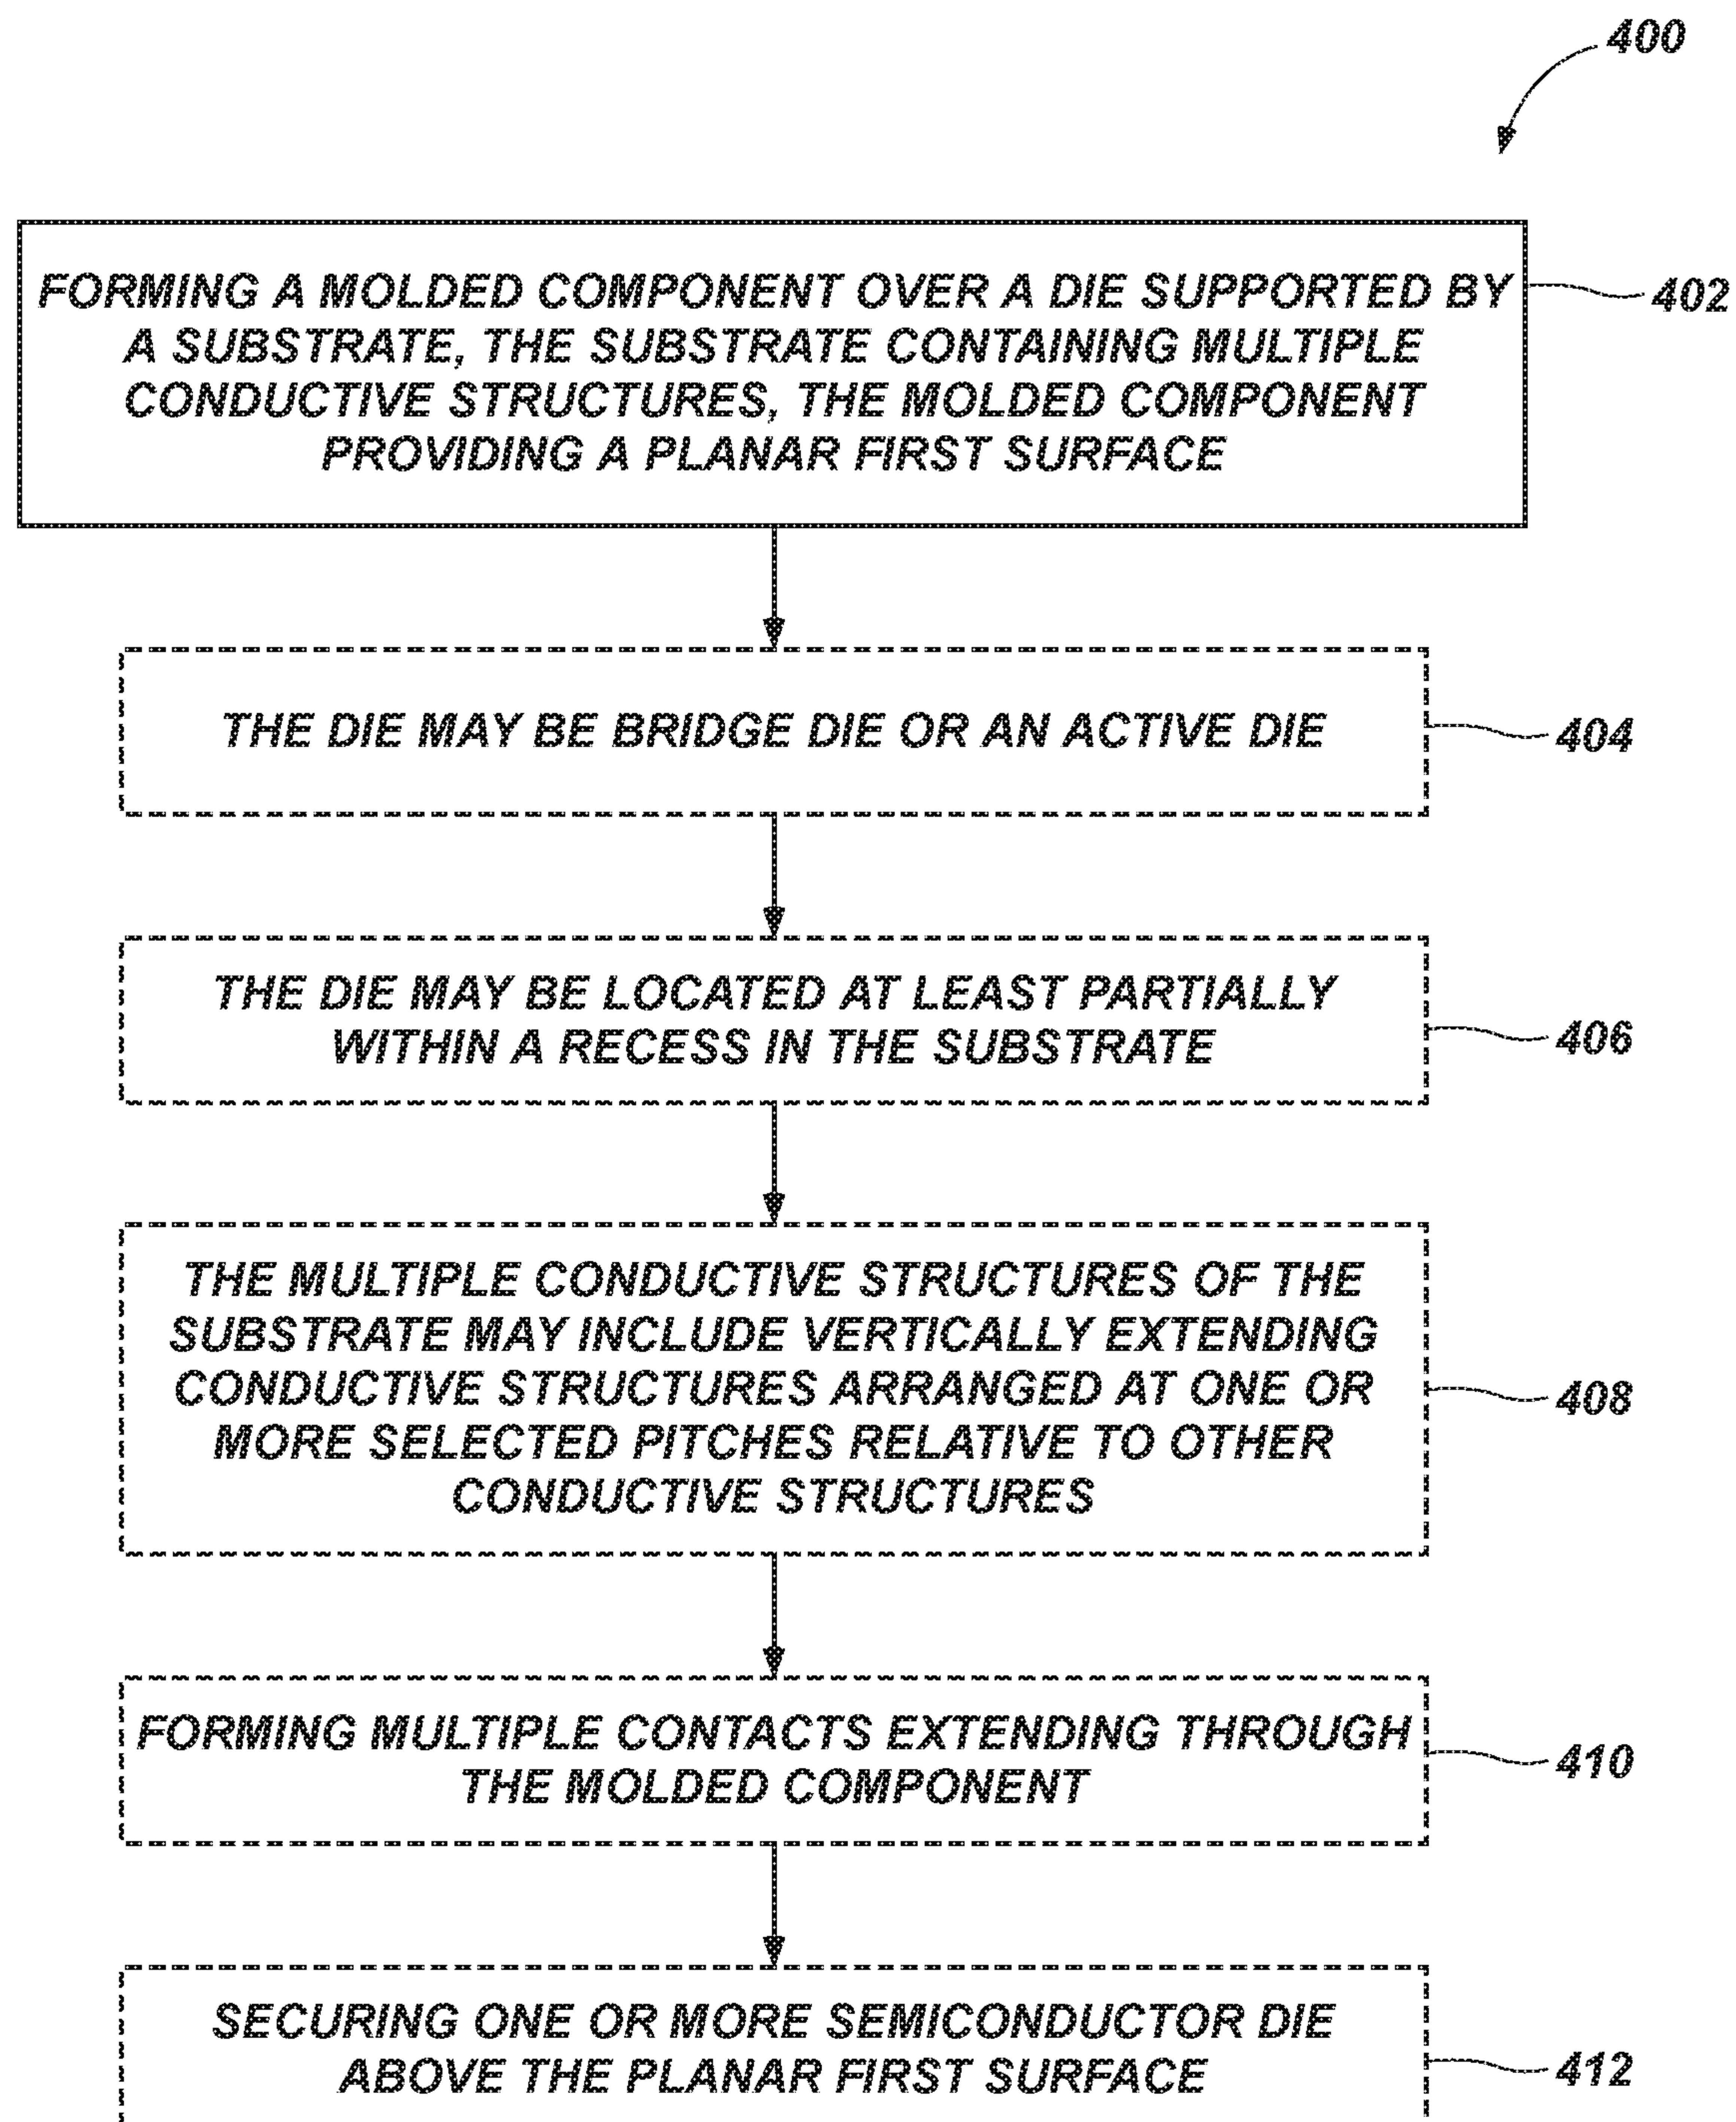 400
FORMING A MOLDED COMPONENT OVER A DIE SUPPORTED BY
A SUBSTRATE, THE SUBSTRATE CONTAINING MULTIPLE
CONDUCTIVE STRUCTURES, THE MOLDED COMPONENT
PROVIDING A PLANAR FIRST SURFACE
402
THE DIE MAY BE BRIDGE DIE OR AN ACTIVE DIE
404
THE DIE MAY BE LOCATED AT LEAST PARTIALLY
WITHIN A RECESS IN THE SUBSTRATE
406
THE MULTIPLE CONDUCTIVE STRUCTURES OF THE
SUBSTRATE MAY INCLUDE VERTICALLY EXTENDING
CONDUCTIVE STRUCTURES ARRANGED AT ONE OR
MORE SELECTED PITCHES RELATIVE TO OTHER
CONDUCTIVE STRUCTURES
408
FORMING MULTIPLE CONTACTS EXTENDING THROUGH
THE MOLDED COMPONENT
410
SECURING ONE OR MORE SEMICONDUCTOR DIE
ABOVE THE PLANAR FIRST SURFACE
412